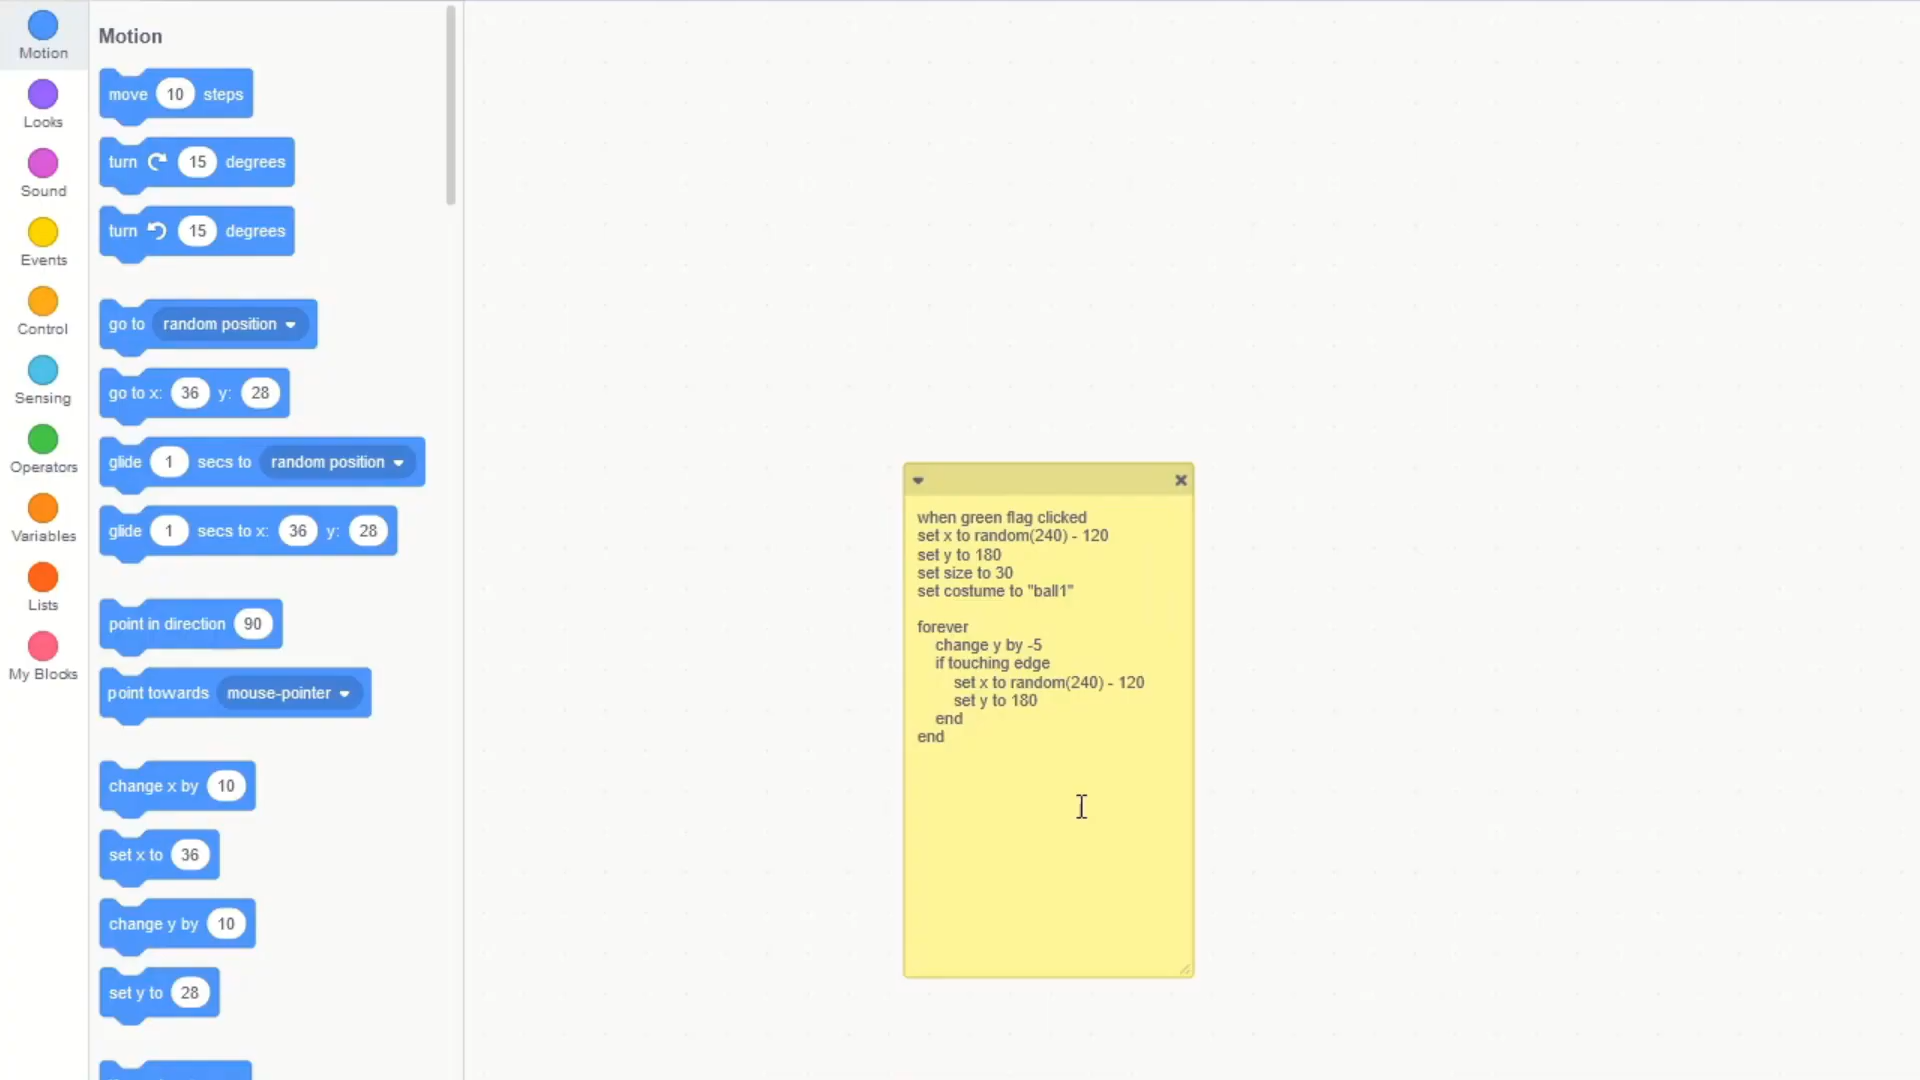 Motion
Looks
Sound
Events
Control
Sensing
Operators
Variables
Lists
My Blocks
Motion
move 10 steps
turn 15 degrees
turn 15 degrees
go to random position
go to x: 36 y: 28
glide 1 secs to random position
glide 1 secs to x: 36 y: 28
point in direction 90
point towards mouse-pointer
change x by 10
set x to 36
change y by 10
set y to 28
when green flag clicked
set x to random(240) - 120
set y to 180
set size to 30
set costume to "ball1"
forever
change y by -5
if touching edge
set x to random(240) - 120
set y to 180
end
end